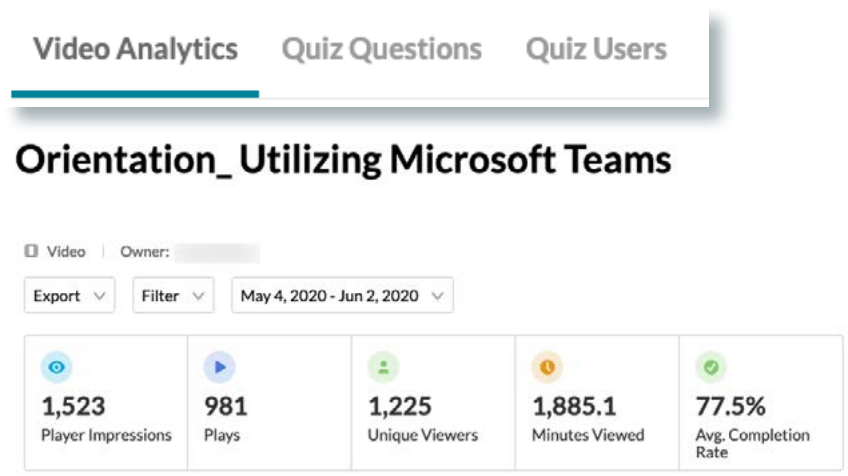 Video Analytics Quiz Questions Quiz Users
Orientation_ Utilizing Microsoft Teams
Video Owner:
Export Filter May 4, 2020 - Jun 2, 2020
1,523 981 1,225 1,885.1 77.5%
Player Impressions Plays Unique Viewers Minutes Viewed Avg. Completion
Rate